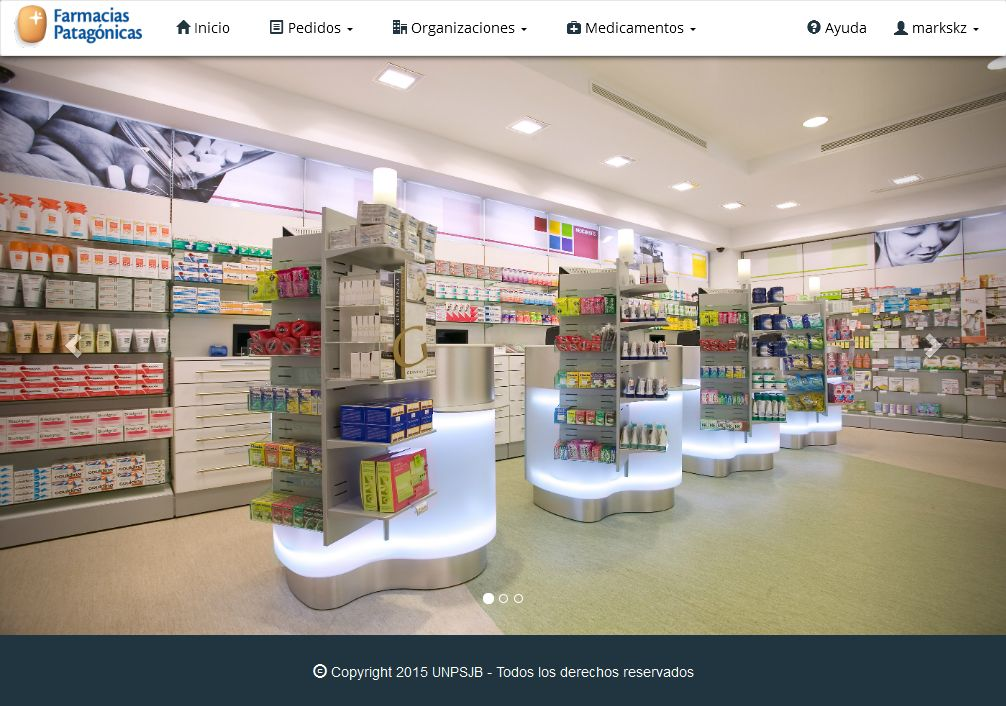 Farmacias
Patagónicas
Inicio
Pedidos
Organizaciones
Medicamentos
Ayuda
markskz
G
© Copyright 2015 UNPSJB - Todos los derechos reservados